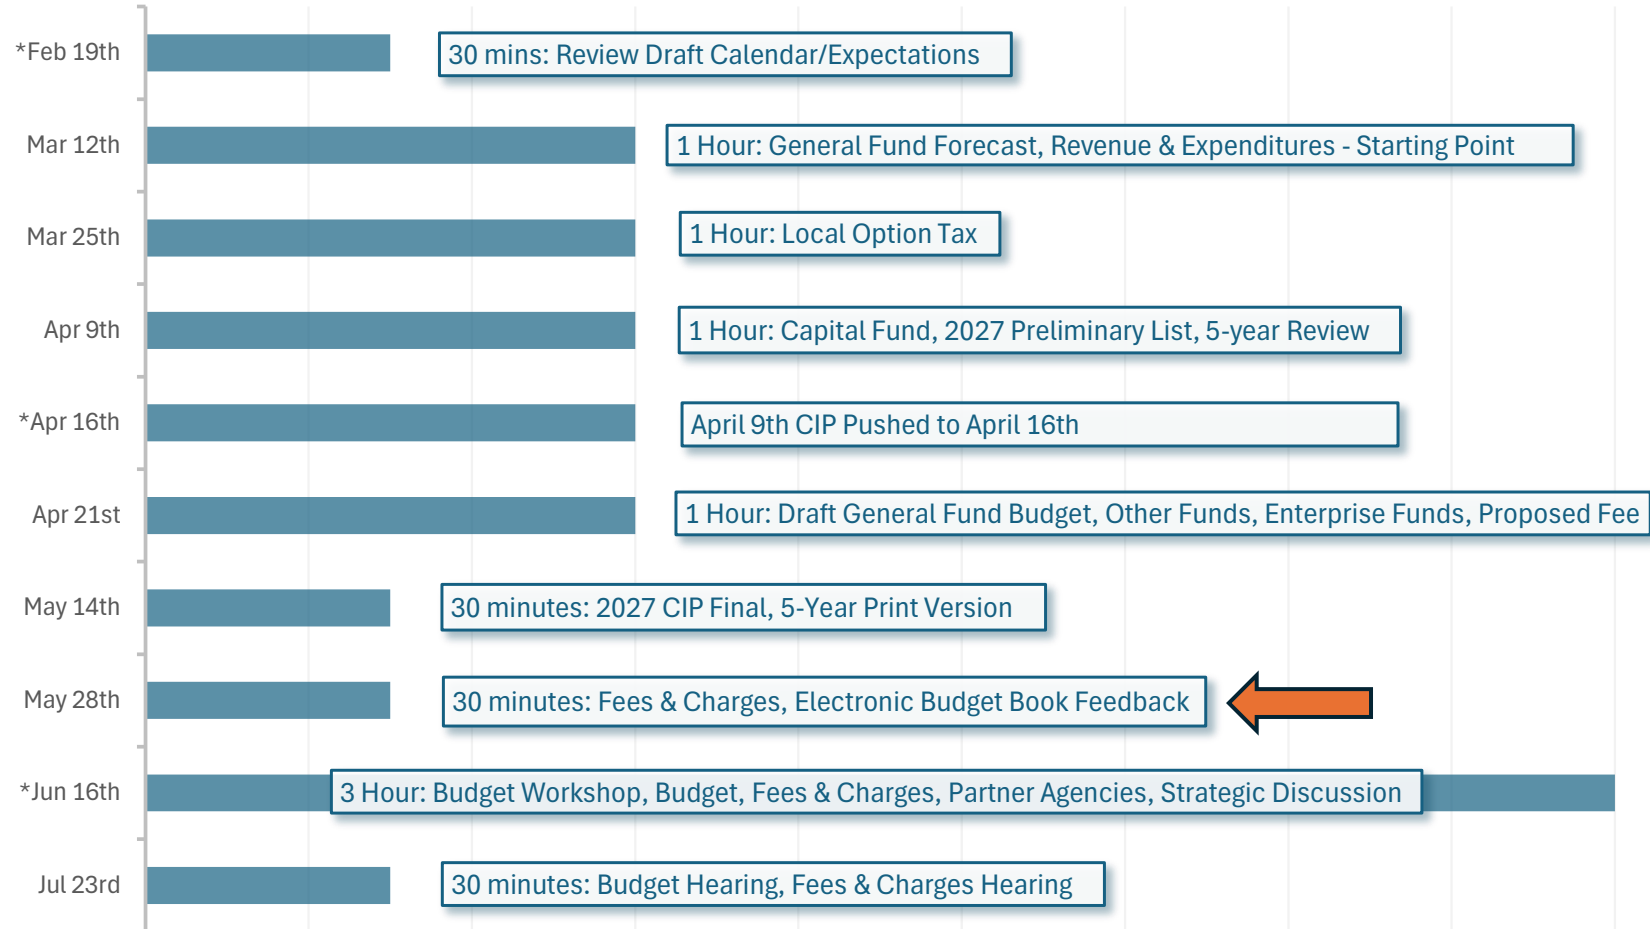 *Feb 19th
30 mins: Review Draft Calendar/Expectations
Mar 12th
1 Hour: General Fund Forecast, Revenue & Expenditures - Starting Point
Mar 25th
1 Hour: Local Option Tax
Apr 9th
1 Hour: Capital Fund, 2027 Preliminary List, 5-year Review
*Apr 16th
April 9th CIP Pushed to April 16th
Apr 21st
1 Hour: Draft General Fund Budget, Other Funds, Enterprise Funds, Proposed Fee
May 14th
30 minutes: 2027 CIP Final, 5-Year Print Version
May 28th
30 minutes: Fees & Charges, Electronic Budget Book Feedback
*Jun 16th
3 Hour: Budget Workshop, Budget, Fees & Charges, Partner Agencies, Strategic Discussion
Jul 23rd
30 minutes: Budget Hearing, Fees & Charges Hearing